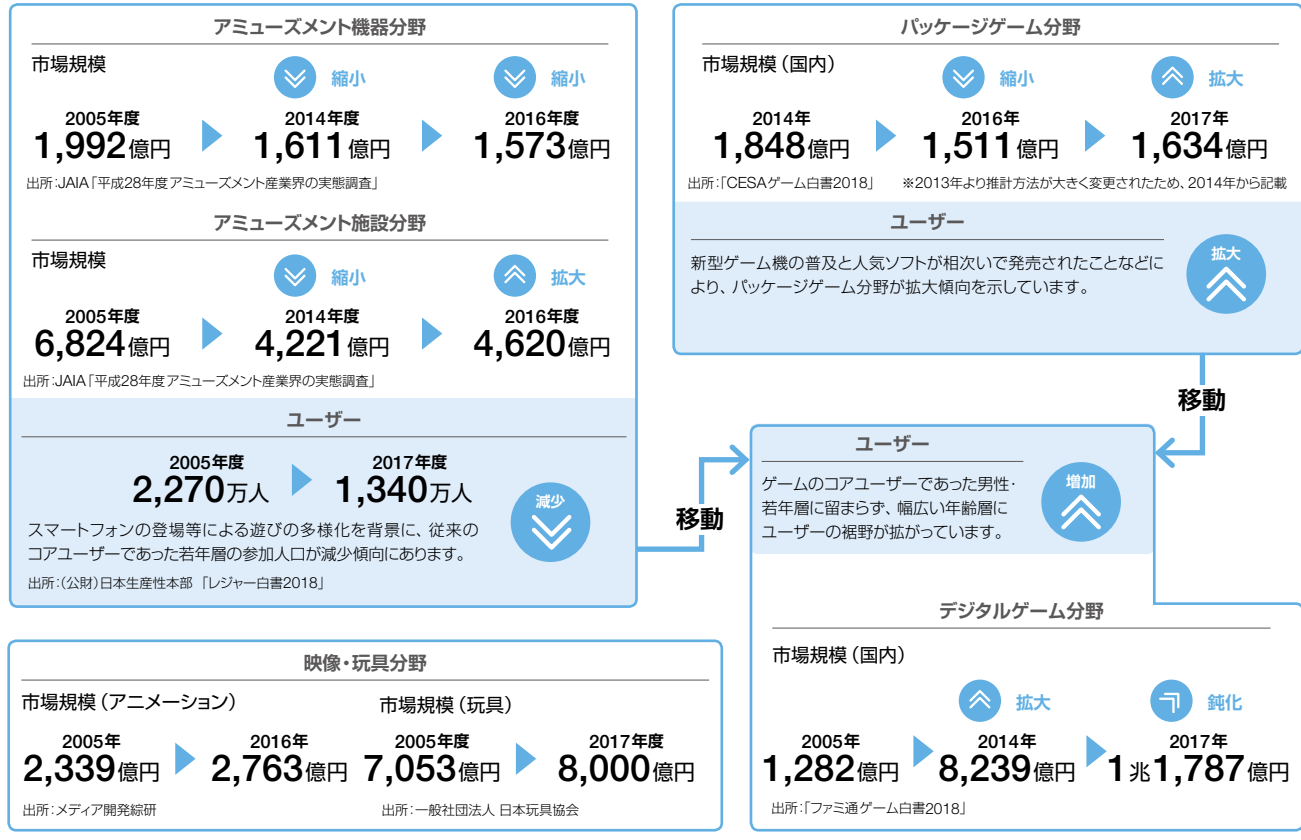 アミューズメント機器分野
市場規模
縮小
縮小
2005年度
1,992億円
2014年度
1,611億円
2016年度
1,573億円
出所:JAIA「平成28年度 アミューズメント産業界の実態調査」
アミューズメント施設分野
市場規模
縮小
拡大
2005年度
6,824億円
2014年度
4,221億円
2016年度
4,620億円
出所:JAIA「平成28年度 アミューズメント産業界の実態調査」
ユーザー
2005年度
2,270万人
2017年度
1,340万人
減少
スマートフォンの登場等による遊びの多様化を背景に、従来の
コアユーザーであった若年層の参加人口が減少傾向にあります。
出所:(公財)日本生産性本部 「レジャー白書2018」
移動
パッケージゲーム分野
市場規模(国内)
縮小
拡大
2014年
1,848億円
2016年
1,511億円
2017年
1,634億円
出所:「CESAゲーム白書2018」 ※2013年より推計方法が大きく変更されたため、2014年から記載
ユーザー
新型ゲーム機の普及と人気ソフトが相次いで発売されたことなどに
より、パッケージゲーム分野が拡大傾向を示しています。
拡大
移動
ユーザー
ゲームのコアユーザーであった男性・
若年層に留まらず、幅広い年齢層に
ユーザーの裾野が拡がっています。
増加
デジタルゲーム分野
市場規模(国内)
拡大
鈍化
2005年
1,282億円
2014年
8,239億円
2017年
1兆1,787億円
出所:「ファミ通ゲーム白書2018」
映像・玩具分野
市場規模(アニメーション)
2005年
2,339億円
2016年
2,763億円
出所:メディア開発綜研
市場規模(玩具)
2005年度
7,053億円
2017年度
8,000億円
出所:一般社団法人 日本玩具協会